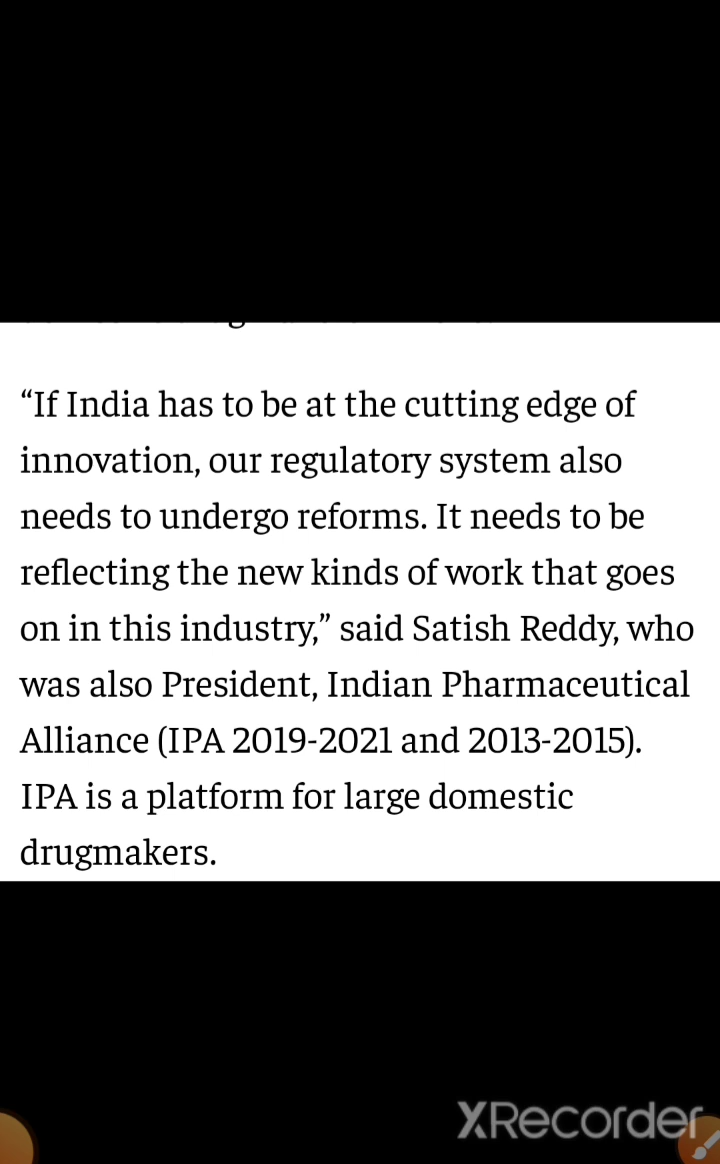 “If India has to be at the cutting edge of
innovation, our regulatory system also
needs to undergo reforms. It needs to be
reflecting the new kinds of work that goes
on in this industry,” said Satish Reddy, who
was also President, Indian Pharmaceutical
Alliance (IPA 2019-2021 and 2013-2015).
IPA is a platform for large domestic
drugmakers.
XRecorder